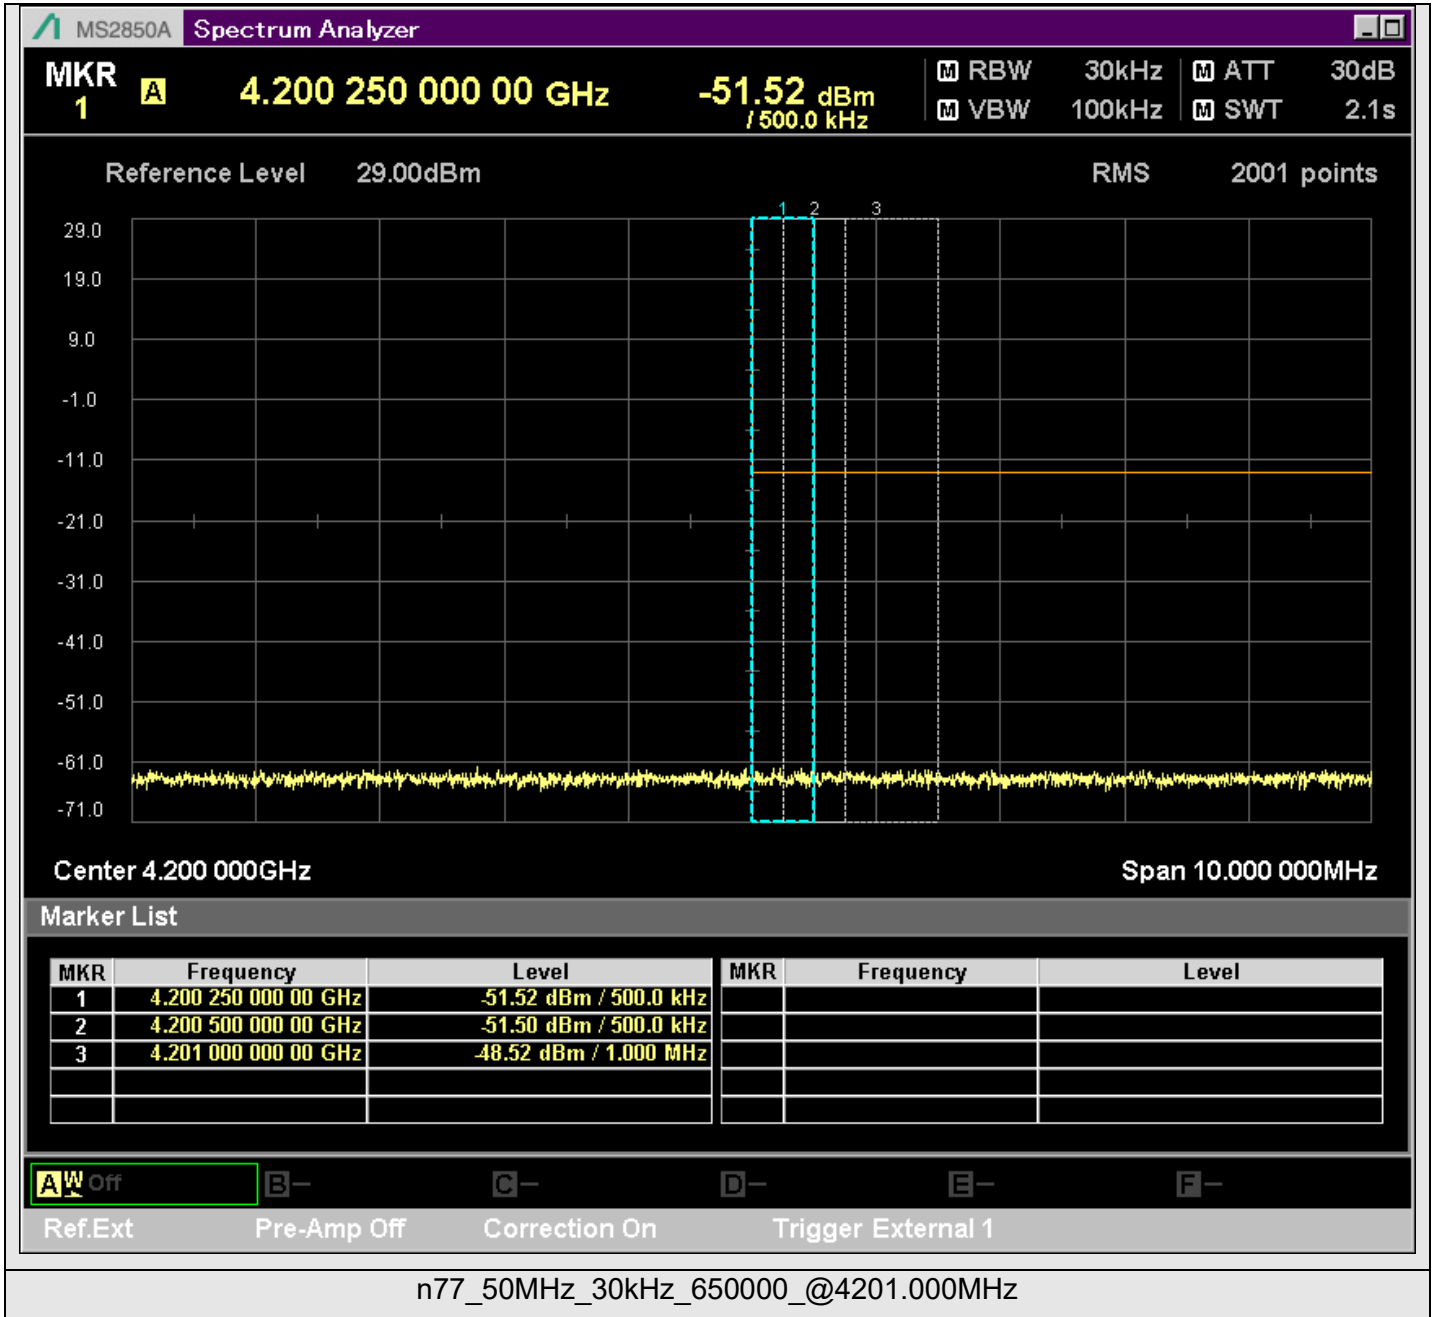 MS2850A Spectrum Analyzer
MKR 1 A 4.200 250 000 00 GHz -51.52 dBm / 500.0 kHz
M RBW 30kHz M ATT 30dB
M VBW 100kHz M SWT 2.1s
Reference Level 29.00dBm RMS 2001 points
1 2 3
29.0
19.0
9.0
-1.0
-11.0
-21.0
-31.0
-41.0
-51.0
-61.0
-71.0
Center 4.200 000GHz Span 10.000 000MHz
Marker List
MKR Frequency Level MKR Frequency Level
1 4.200 250 000 00 GHz -51.52 dBm / 500.0 kHz
2 4.200 500 000 00 GHz -51.50 dBm / 500.0 kHz
3 4.201 000 000 00 GHz -48.52 dBm / 1.000 MHz
A W Off B — C — D — E — F —
Ref.Ext Pre-Amp Off Correction On Trigger External 1
n77_50MHz_30kHz_650000_@4201.000MHz